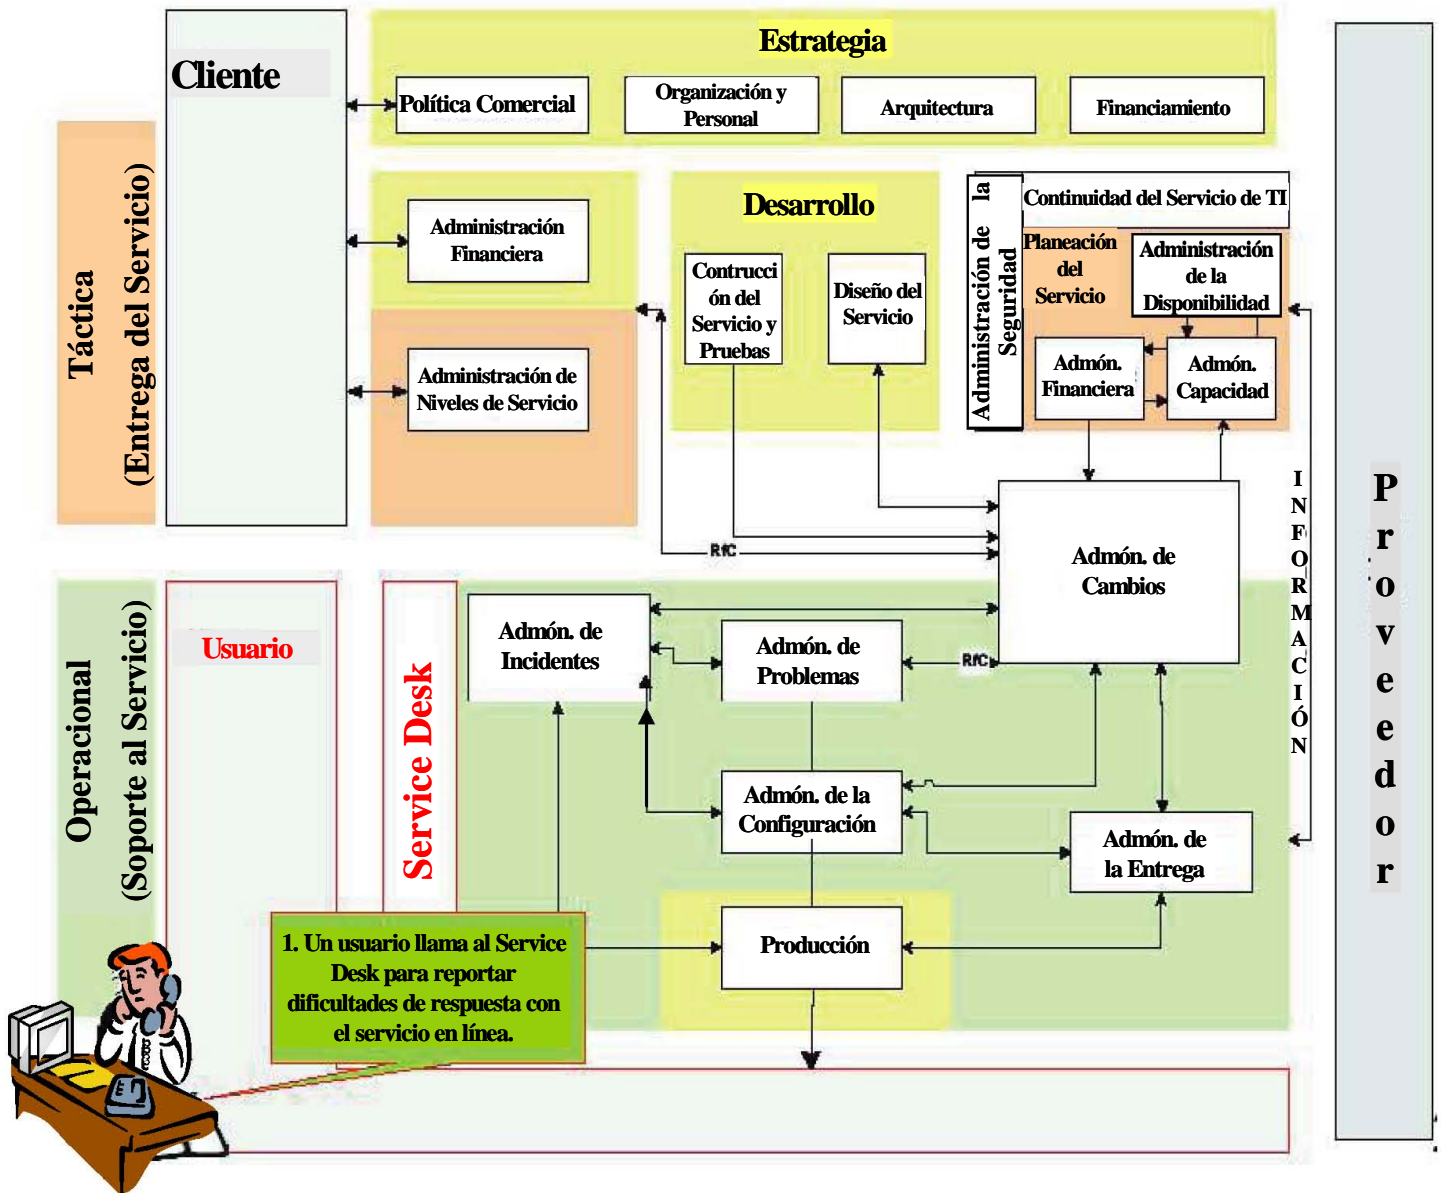 Estrategia
Cliente
Política Comercial
Organización y
Personal
Arquitectura
Financiamiento
Táctica
(Entrega del Servicio)
Administración
Financiera
Administración de
Niveles de Servicio
Desarrollo
Contrucci
ón del
Servicio y
Pruebas
Diseño del
Servicio
Administración de la
Seguridad
Continuidad del Servicio de TI
Planeación
del
Servicio
Administración
de la
Disponibilidad
Admón.
Financiera
Admón.
Capacidad
INFORMACIÓN
Proveedor
RfC
Admón. de
Cambios
Operacional
(Soporte al Servicio)
Usuario
Service Desk
Admón. de
Incidentes
Admón. de
Problemas
RfC
Admón. de la
Configuración
Admón. de
la Entrega
Producción
1. Un usuario llama al Service
Desk para reportar
dificultades de respuesta con
el servicio en línea.